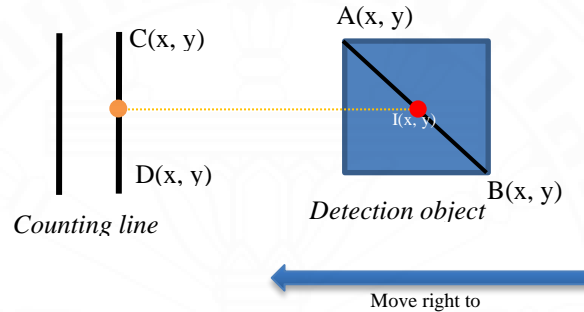 A(x, y)
C(x, y)
I(x, y)
D(x, y)
B(x, y)
Counting line
Detection object
Move right to